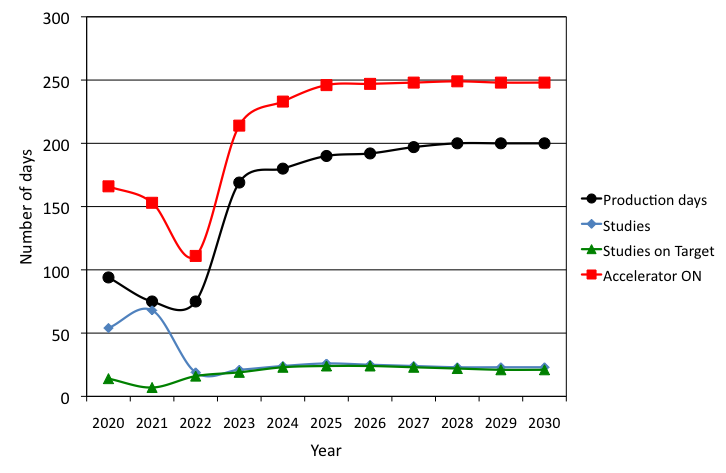 300
250
200
150
100
50
0
Number of days
2020 2021 2022 2023 2024 2025 2026 2027 2028 2029 2030
Year
Production days
Studies
Studies on Target
Accelerator ON